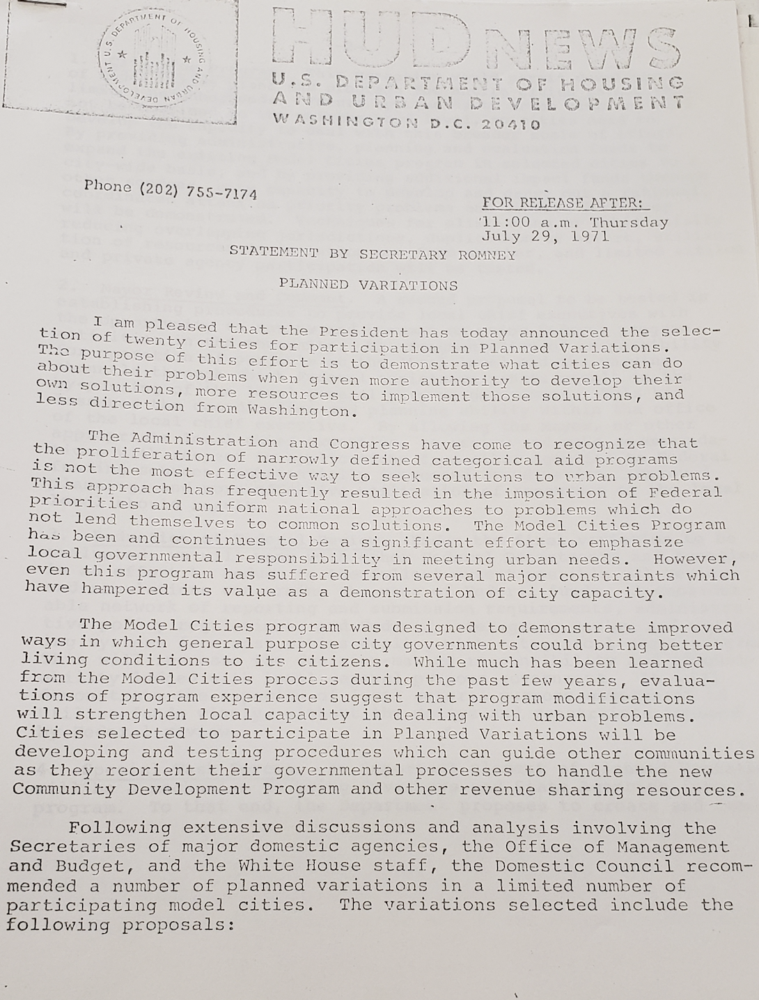 U.S. DEPARTMENT OF HOUSING AND URBAN DEVELOPMENT
HUD NEWS
U.S. DEPARTMENT OF HOUSING
AND URBAN DEVELOPMENT
WASHINGTON D.C. 20410
Phone (202) 755-7174
FOR RELEASE AFTER:
11:00 a.m. Thursday
July 29, 1971
STATEMENT BY SECRETARY ROMNEY
PLANNED VARIATIONS
I am pleased that the President has today announced the selec-
tion of twenty cities for participation in Planned Variations.
The purpose of this effort is to demonstrate what cities can do
about their problems when given more authority to develop their
own solutions, more resources to implement those solutions, and
less direction from Washington.
The Administration and Congress have come to recognize that
the proliferation of narrowly defined categorical aid programs
is not the most effective way to seek solutions to urban problems.
This approach has frequently resulted in the imposition of Federal
priorities and uniform national approaches to problems which do
not lend themselves to common solutions. The Model Cities Program
has been and continues to be a significant effort to emphasize
local governmental responsibility in meeting urban needs. However,
even this program has suffered from several major constraints which
have hampered its value as a demonstration of city capacity.
The Model Cities program was designed to demonstrate improved
ways in which general purpose city governments could bring better
living conditions to its citizens. While much has been learned
from the Model Cities process during the past few years, evalua-
tions of program experience suggest that program modifications
will strengthen local capacity in dealing with urban problems.
Cities selected to participate in Planned Variations will be
developing and testing procedures which can guide other communities
as they reorient their governmental processes to handle the new
Community Development Program and other revenue sharing resources.
Following extensive discussions and analysis involving the
Secretaries of major domestic agencies, the Office of Management
and Budget, and the White House staff, the Domestic Council recom-
mended a number of planned variations in a limited number of
participating model cities. The variations selected include the
following proposals: